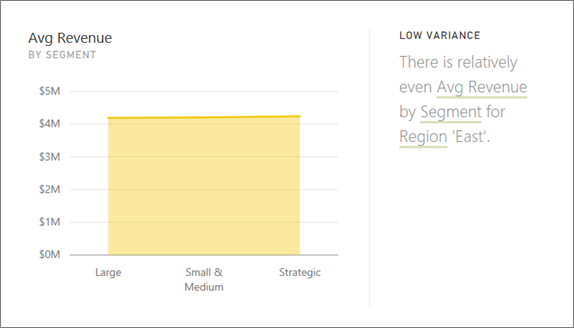 Avg Revenue
BY SEGMENT
$5M
$4M
$3M
$2M
$1M
$0M
Large
Small &
Medium
Strategic
LOW VARIANCE
There is relatively
even Avg Revenue
by Segment for
Region 'East'.